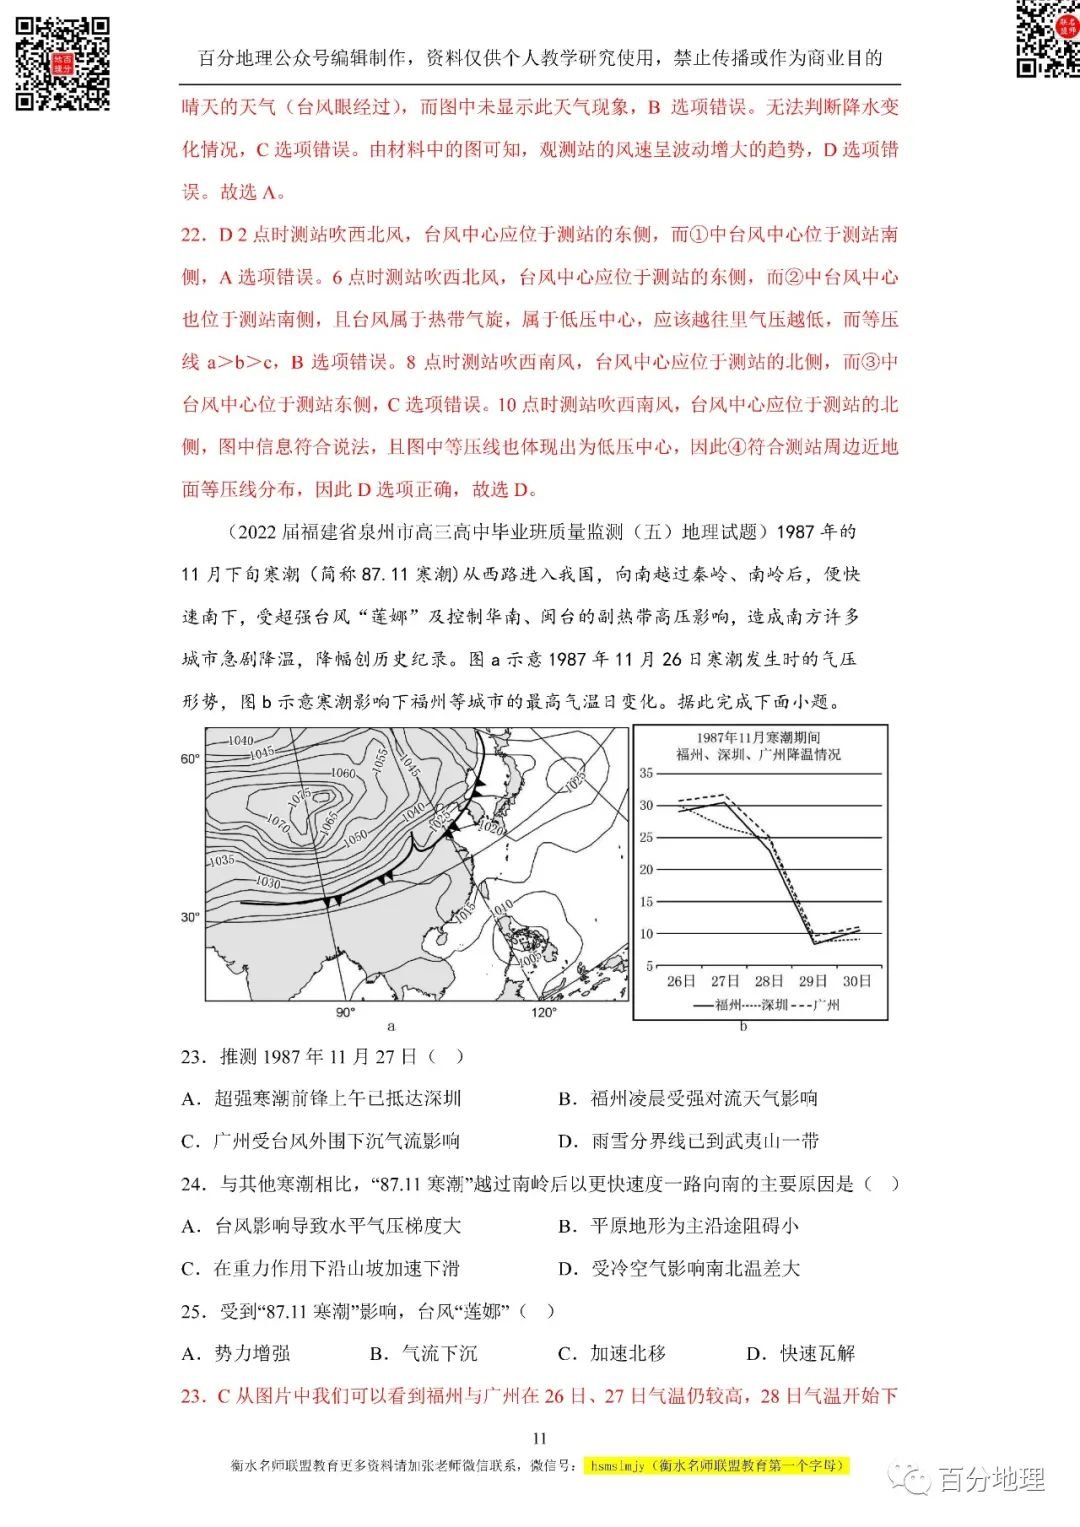 百分地理公众号编辑制作，资料仅供个人教学研究使用，禁止传播或作为商业目的
晴天的天气（台风眼经过），而图中未显示此天气现象，B 选项错误。无法判断降水变
化情况，C 选项错误。由材料中的图可知，观测站的风速呈波动增大的趋势，D 选项错
误。故选 A。
22．D 2 点时测站吹西北风，台风中心应位于测站的东侧，而①中台风中心位于测站南
侧，A 选项错误。6 点时测站吹西北风，台风中心应位于测站的东侧，而②中台风中心
也位于测站南侧，且台风属于热带气旋，属于低压中心，应该越往里气压越低，而等压
线 a＞b＞c，B 选项错误。8 点时测站吹西南风，台风中心应位于测站的北侧，而③中
台风中心位于测站东侧，C 选项错误。10 点时测站吹西南风，台风中心应位于测站的北
侧，图中信息符合说法，且图中等压线也体现出为低压中心，因此④符合测站周边近地
面等压线分布，因此 D 选项正确，故选 D。
（2022 届福建省泉州市高三高中毕业班质量监测（五）地理试题）1987 年的
11 月下旬寒潮（简称 87.11 寒潮)从西路进入我国，向南越过秦岭、南岭后，便快
速南下，受超强台风“莲娜”及控制华南、闽台的副热带高压影响，造成南方许多
城市急剧降温，降幅创历史纪录。图 a 示意 1987 年 11 月 26 日寒潮发生时的气压
形势，图 b 示意寒潮影响下福州等城市的最高气温日变化。据此完成下面小题。
60°
30°
90°
120°
1040
1045
1055
1045
1060
1075
1070
1065
1050
1040
1025
1035
1030
1020
1025
1015
1010
1005
a
1987年11月寒潮期间
福州、深圳、广州降温情况
35
30
25
20
15
10
5
26日 27日 28日 29日 30日
福州 深圳 广州
b
23．推测 1987 年 11 月 27 日（ ）
A．超强寒潮前锋上午已抵达深圳 B．福州凌晨受强对流天气影响
C．广州受台风外围下沉气流影响 D．雨雪分界线已到武夷山一带
24．与其他寒潮相比，“87.11 寒潮”越过南岭后以更快速度一路向南的主要原因是（ ）
A．台风影响导致水平气压梯度大 B．平原地形为主沿途阻碍小
C．在重力作用下沿山坡加速下滑 D．受冷空气影响南北温差大
25．受到“87.11 寒潮”影响，台风“莲娜”（ ）
A．势力增强 B．气流下沉 C．加速北移 D．快速瓦解
23．C 从图片中我们可以看到福州与广州在 26 日、27 日气温仍较高，28 日气温开始下
11
衡水名师联盟教育更多资料请加张老师微信联系，微信号：hsmslmjy（衡水名师联盟教育第一个字母）
百分地理